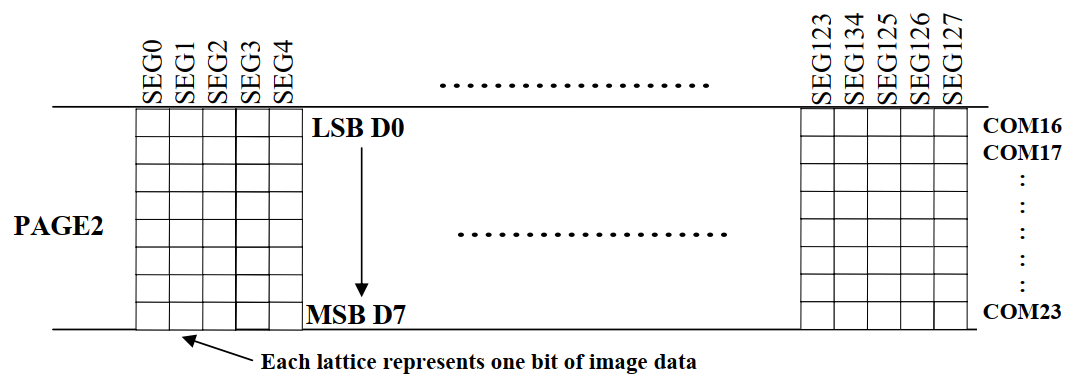 SEG0
SEG1
SEG2
SEG3
SEG4
SEG123
SEG134
SEG125
SEG126
SEG127
LSB D0
COM16
COM17
:
:
PAGE2
:
:
:
MSB D7
COM23
Each lattice represents one bit of image data